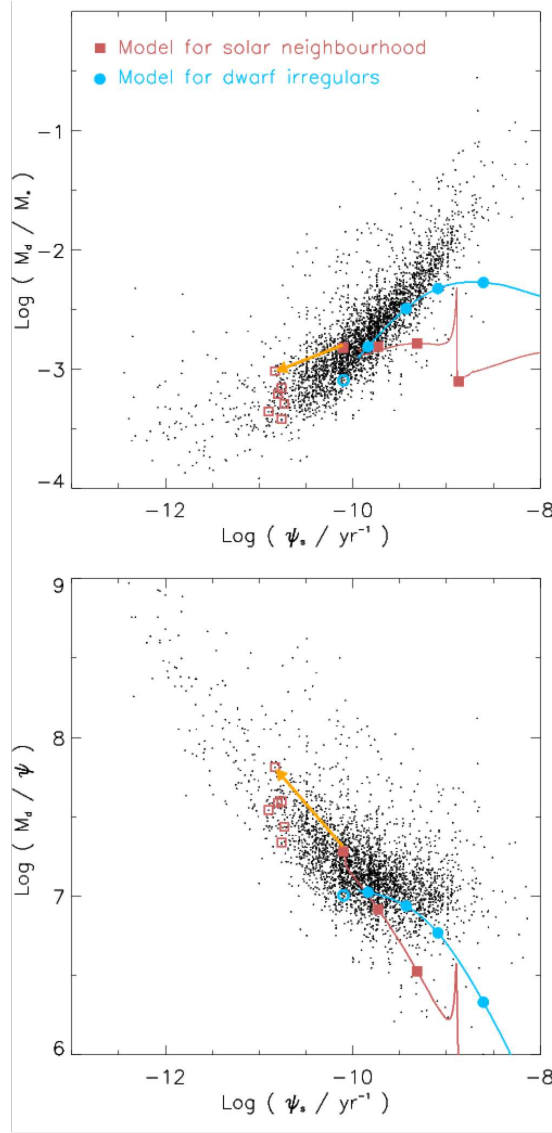 Model for solar neighbourhood
Model for dwarf irregulars
Log ( M_d / M_* )
-1
-2
-3
-4
-12
-10
-8
Log ( ψ_s / yr⁻¹ )
9
8
7
6
Log ( M_d / ψ )
-12
-10
-8
Log ( ψ_s / yr⁻¹ )